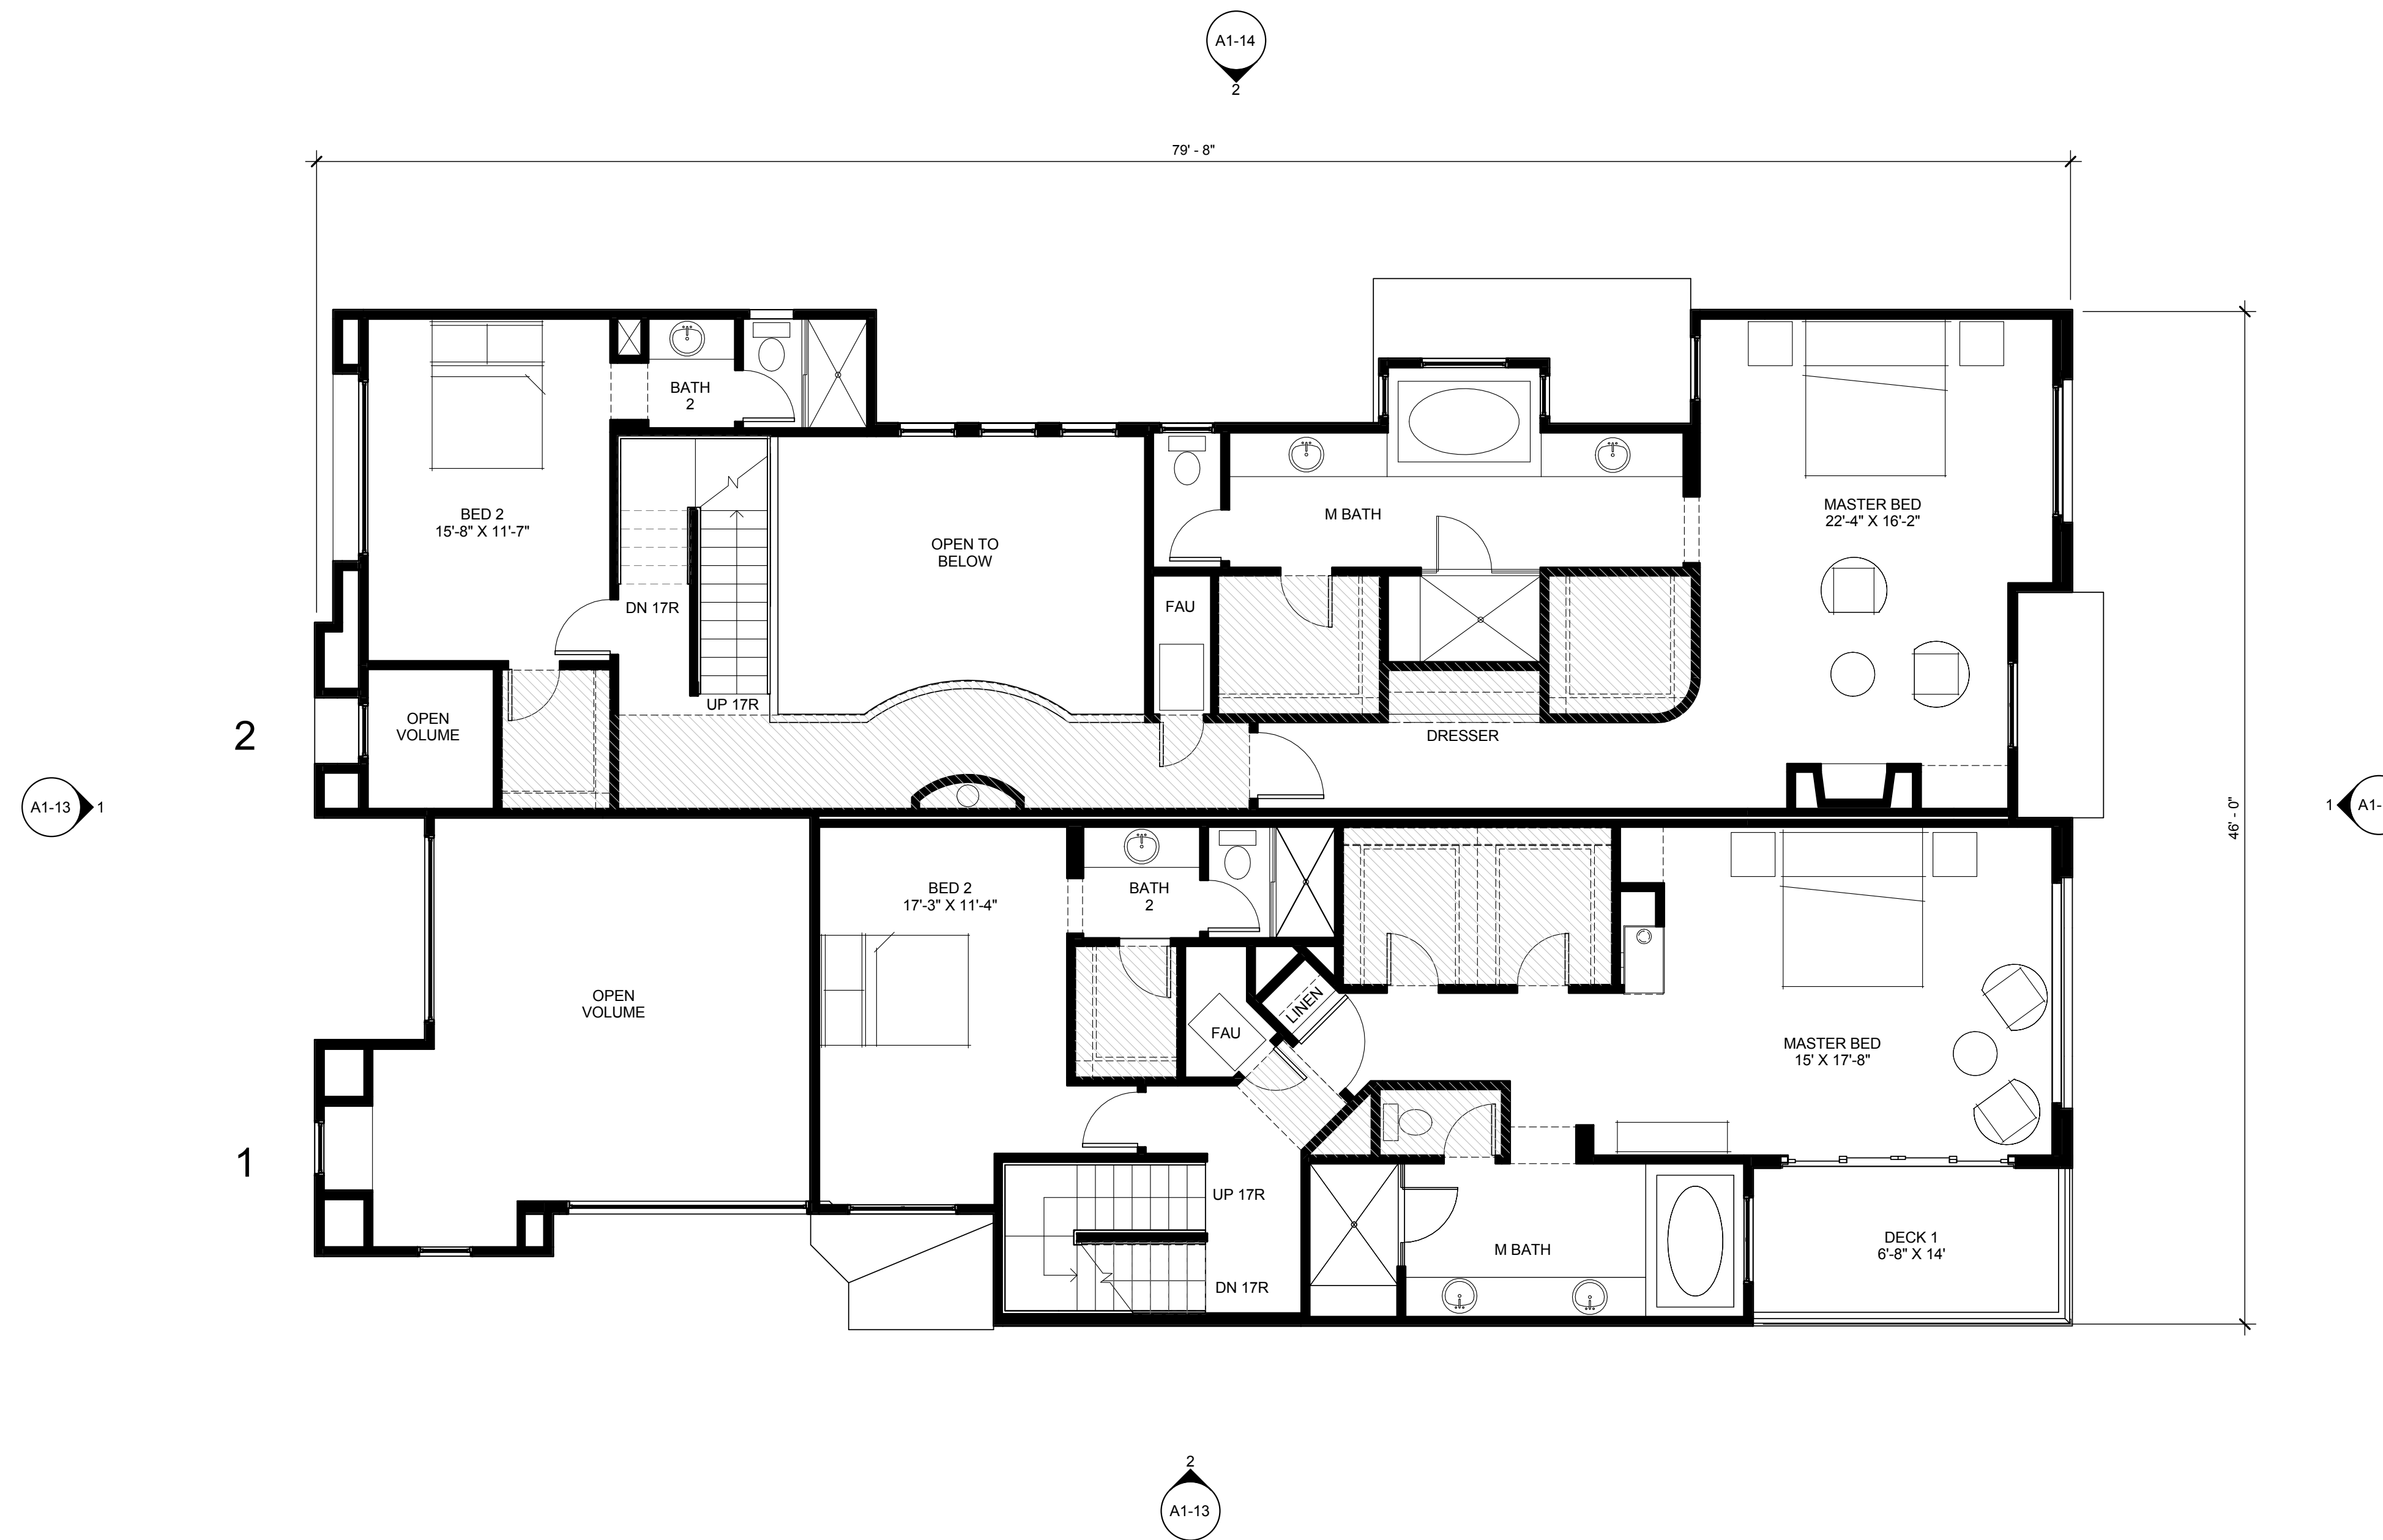 A1-14
2
79' - 8"
BATH
2
BED 2
15'-8" X 11'-7"
MASTER BED
22'-4" X 16'-2"
M BATH
OPEN TO
BELOW
DN 17R
FAU
UP 17R
OPEN
VOLUME
DRESSER
2
A1-13
1
46' - 0"
1
A1-
BED 2
17'-3" X 11'-4"
BATH
2
OPEN
VOLUME
LINEN
FAU
MASTER BED
15' X 17'-8"
1
UP 17R
M BATH
DECK 1
6'-8" X 14'
DN 17R
2
A1-13